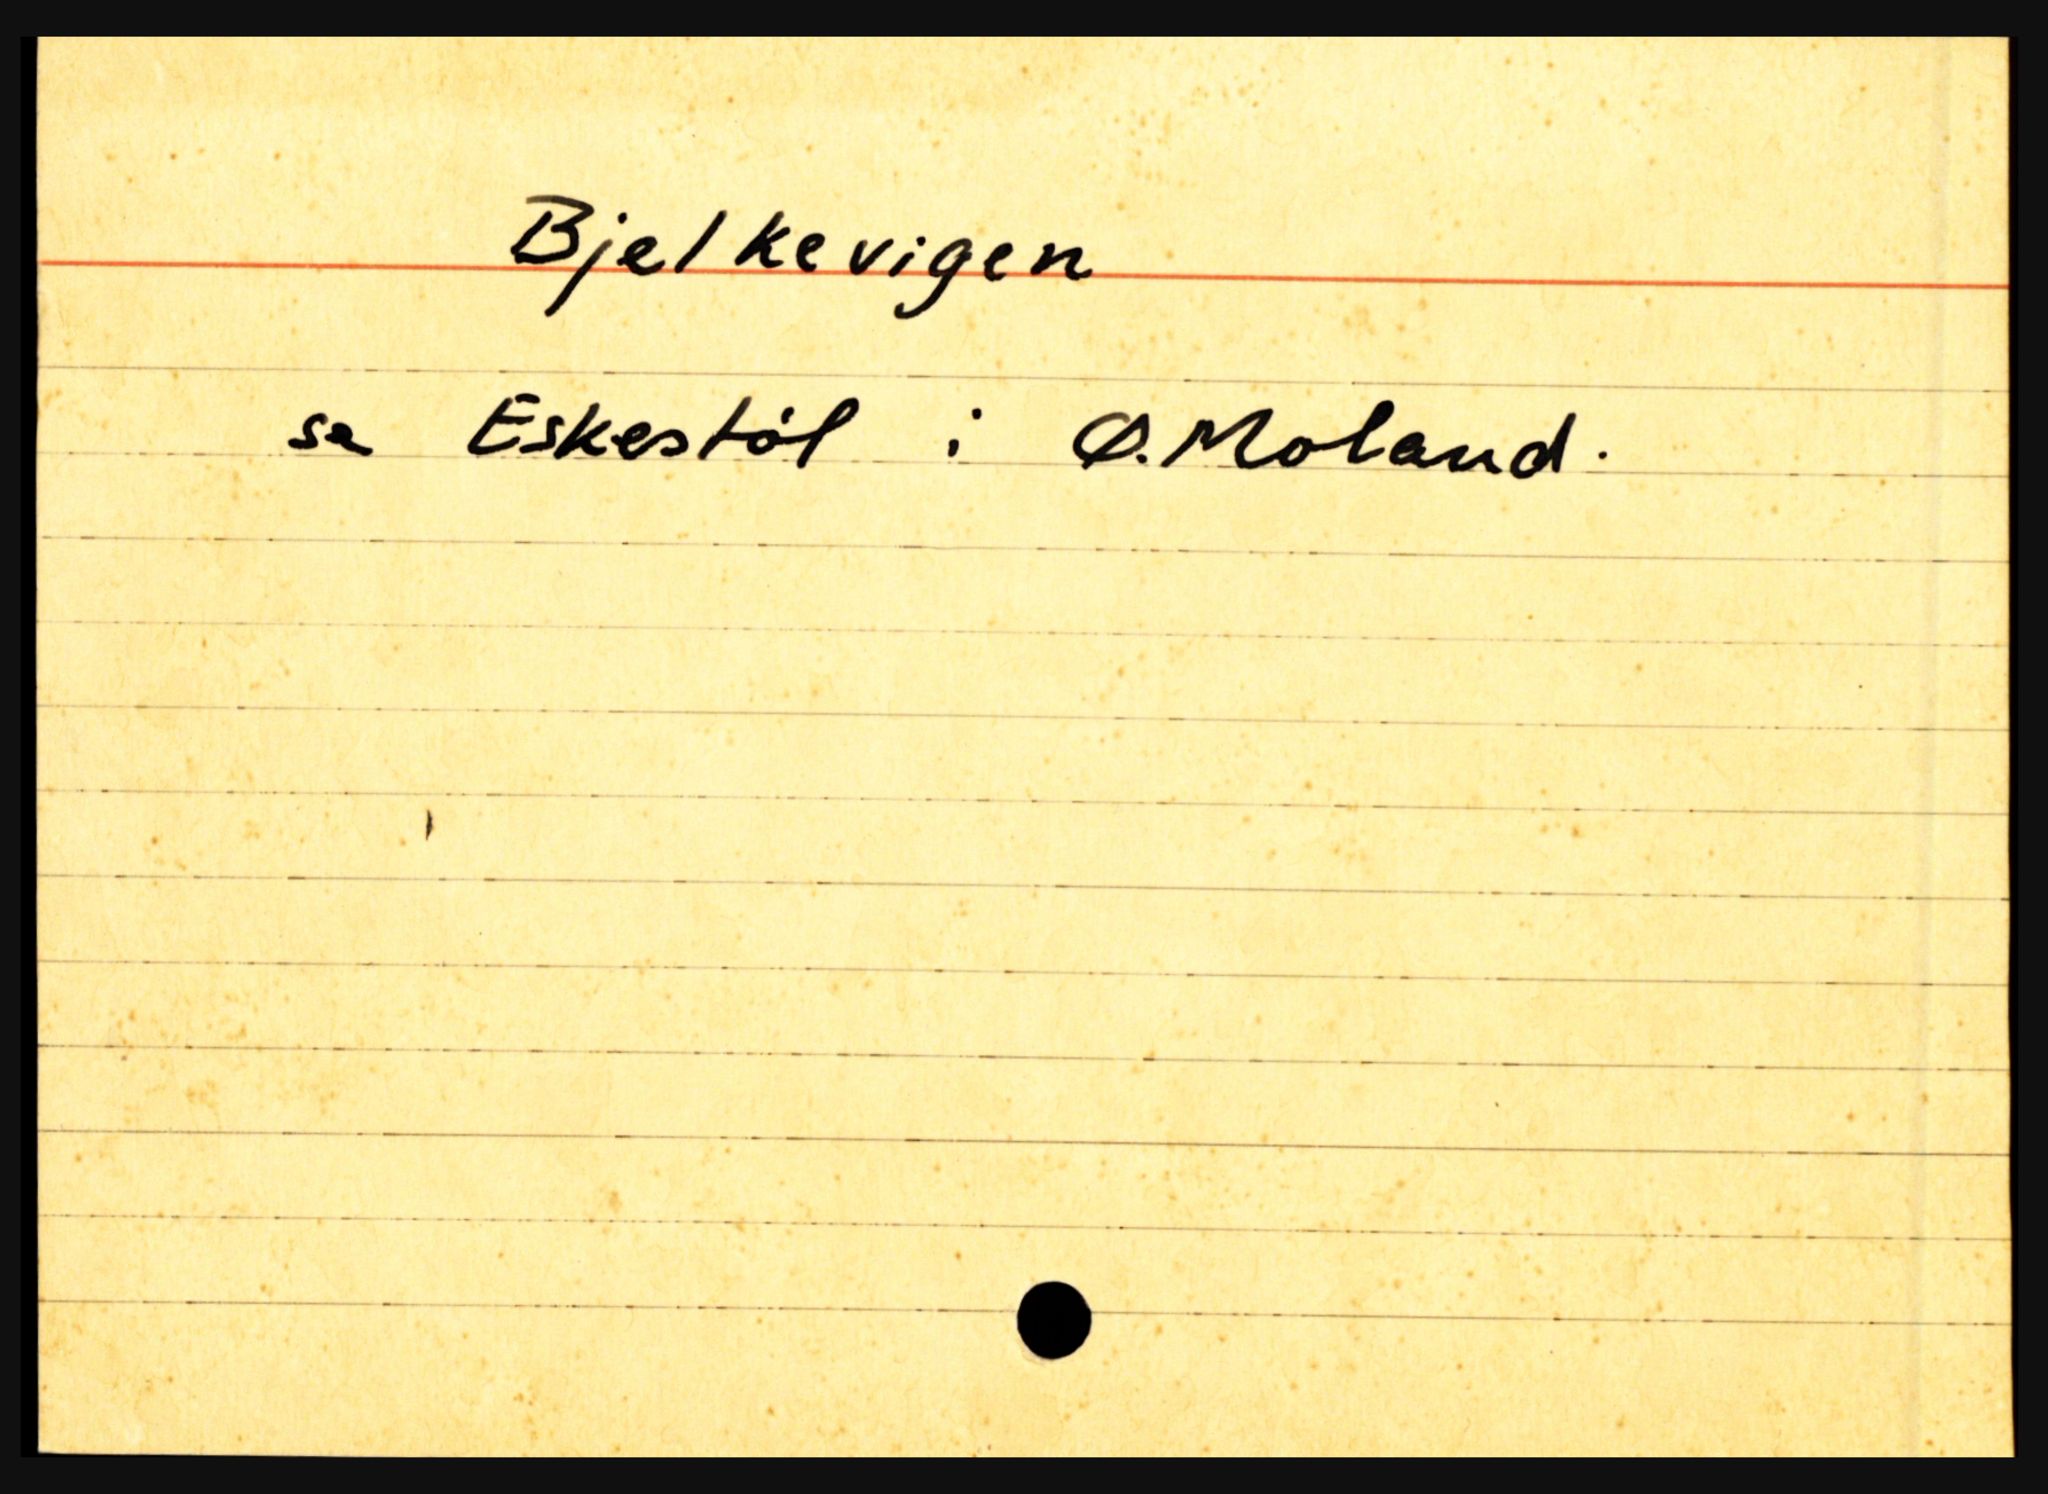 Bjelkevigen
se Eskestøl i Ø.Moland.